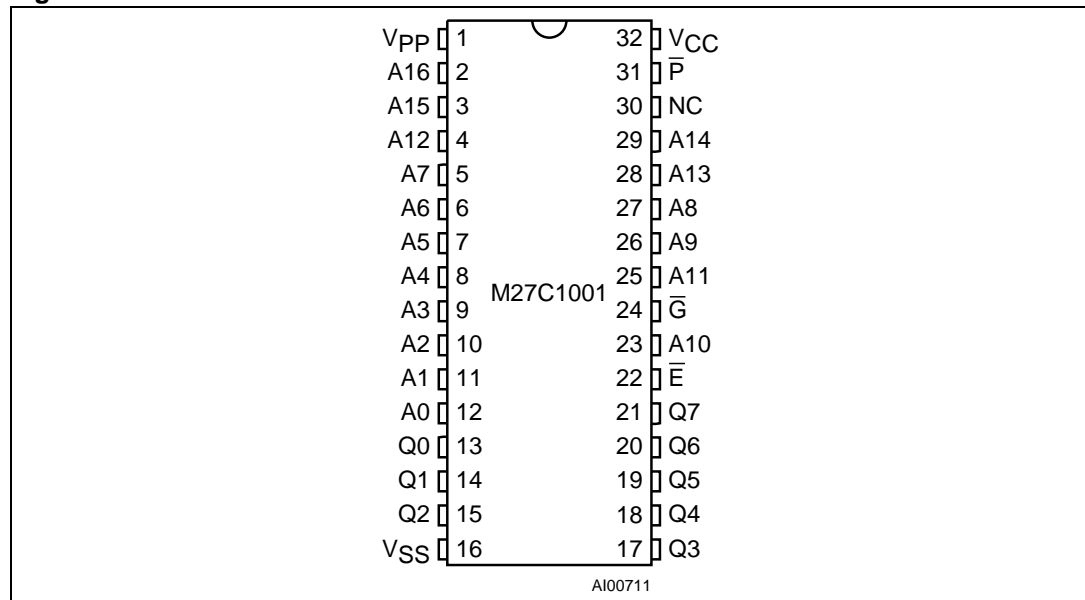 VPP 1 32 VCC
A16 2 31 P̅
A15 3 30 NC
A12 4 29 A14
A7 5 28 A13
A6 6 27 A8
A5 7 26 A9
A4 8 25 A11
M27C1001
A3 9 24 G̅
A2 10 23 A10
A1 11 22 E̅
A0 12 21 Q7
Q0 13 20 Q6
Q1 14 19 Q5
Q2 15 18 Q4
VSS 16 17 Q3
AI00711